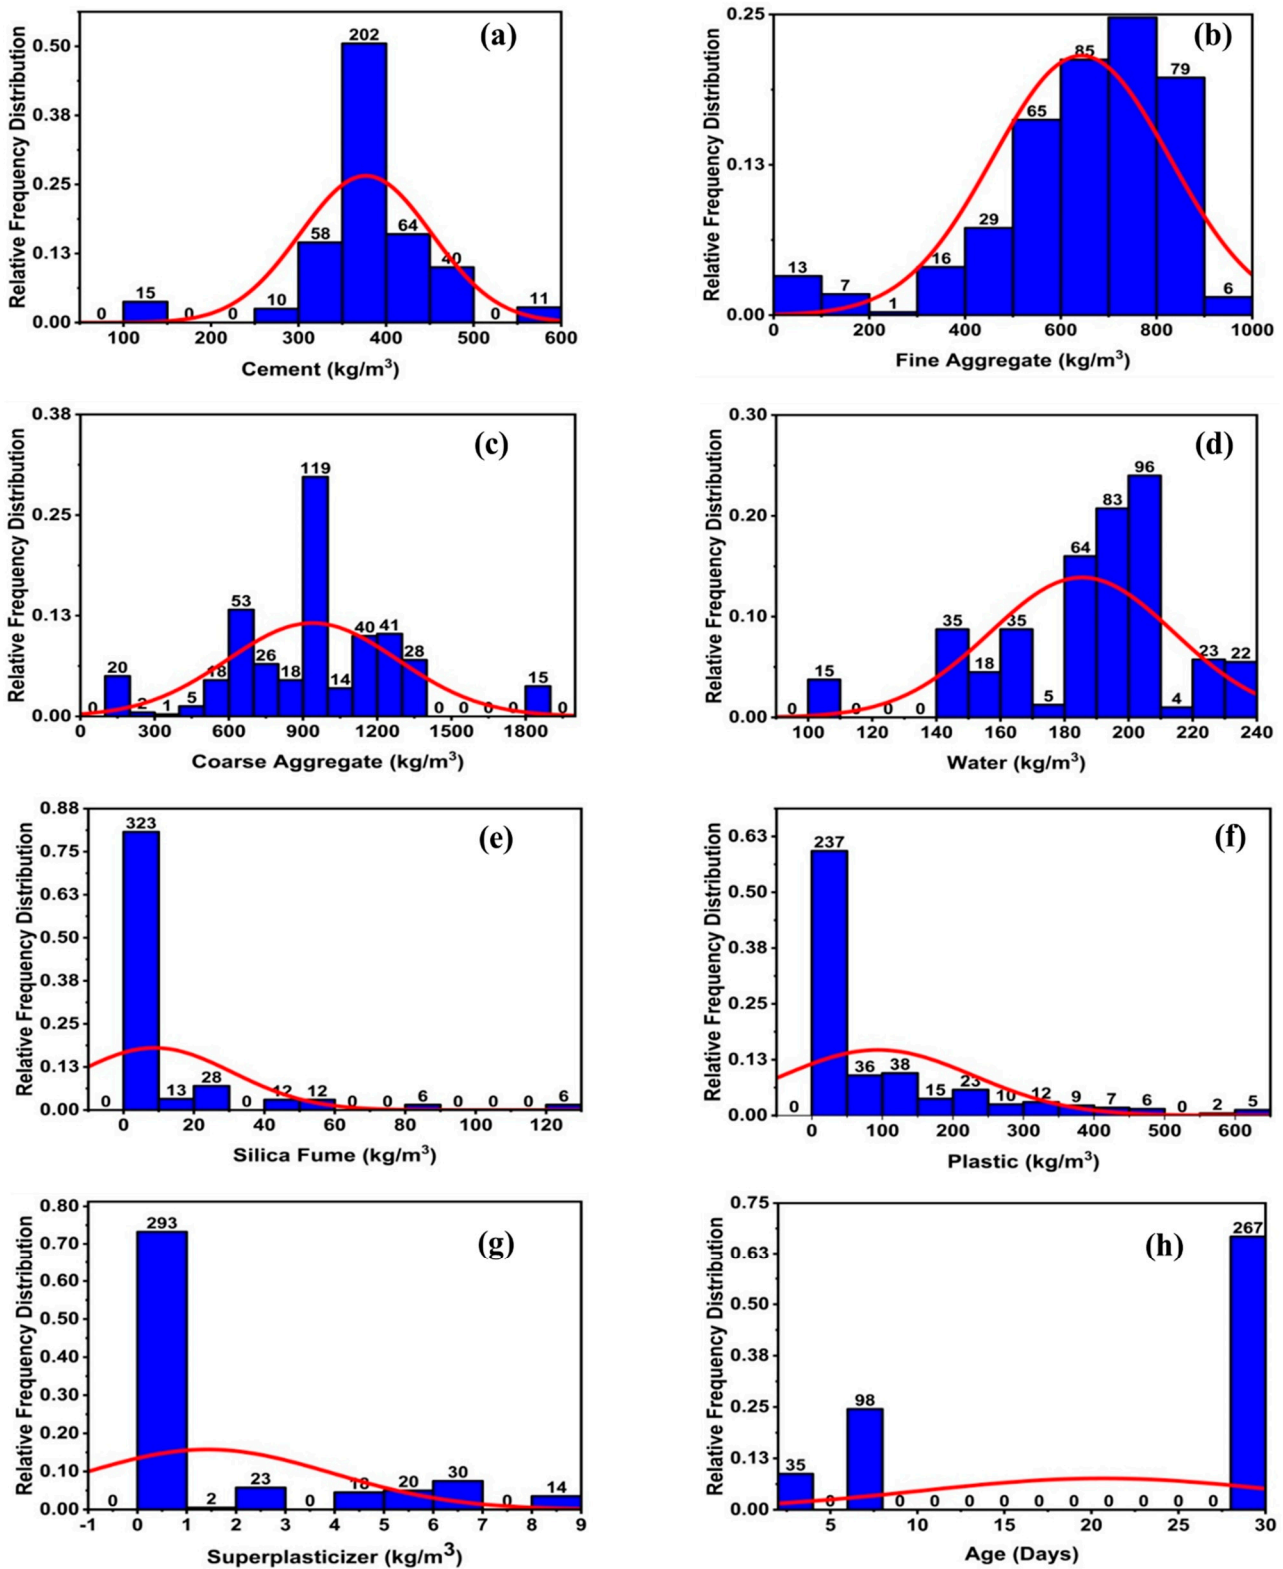 (a)
Relative Frequency Distribution
0.50
0.38
0.25
0.13
0.00
0 15 0 0 10 58 202 64 40 0 11
100 200 300 400 500 600
Cement (kg/m³)
(b)
Relative Frequency Distribution
0.25
0.13
0.00
13 7 1 16 29 65 85 79 6
0 200 400 600 800 1000
Fine Aggregate (kg/m³)
(c)
Relative Frequency Distribution
0.38
0.25
0.13
0.00
0 20 2 1 5 18 53 26 18 119 14 40 41 28 0 0 0 0 15 0
0 300 600 900 1200 1500 1800
Coarse Aggregate (kg/m³)
(d)
Relative Frequency Distribution
0.30
0.20
0.10
0.00
0 15 0 0 0 35 18 35 5 64 83 96 4 23 22
100 120 140 160 180 200 220 240
Water (kg/m³)
(e)
Relative Frequency Distribution
0.88
0.75
0.63
0.50
0.38
0.25
0.13
0.00
0 323 13 28 0 12 12 0 0 6 0 0 0 6
0 20 40 60 80 100 120
Silica Fume (kg/m³)
(f)
Relative Frequency Distribution
0.63
0.50
0.38
0.25
0.13
0.00
0 237 36 38 15 23 10 12 9 7 6 0 2 5
0 100 200 300 400 500 600
Plastic (kg/m³)
(g)
Relative Frequency Distribution
0.80
0.70
0.60
0.50
0.40
0.30
0.20
0.10
0.00
0 293 2 23 0 18 20 30 0 14
-1 0 1 2 3 4 5 6 7 8 9
Superplasticizer (kg/m³)
(h)
Relative Frequency Distribution
0.75
0.63
0.50
0.38
0.25
0.13
0.00
35 0 98 0 0 0 0 0 0 0 0 0 0 267
5 10 15 20 25 30
Age (Days)